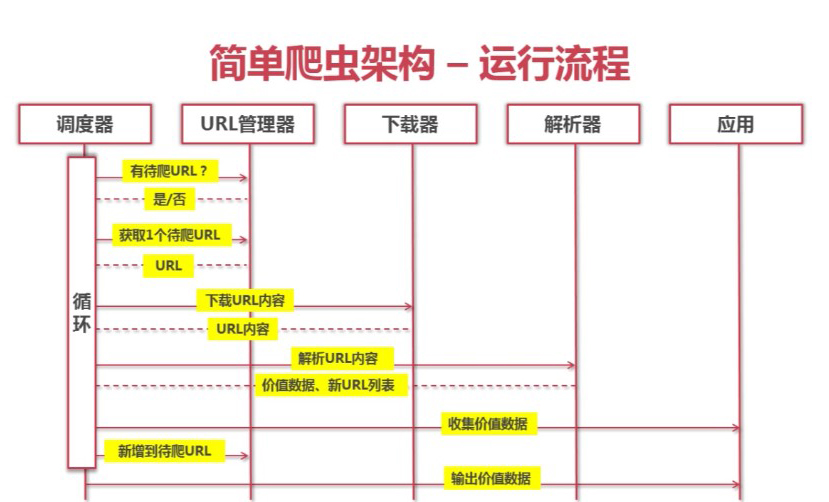 简单爬虫架构 – 运行流程
调度器
URL管理器
下载器
解析器
应用
有待爬URL？
是/否
获取1个待爬URL
URL
循环
下载URL内容
URL内容
解析URL内容
价值数据、新URL列表
收集价值数据
新增到待爬URL
输出价值数据